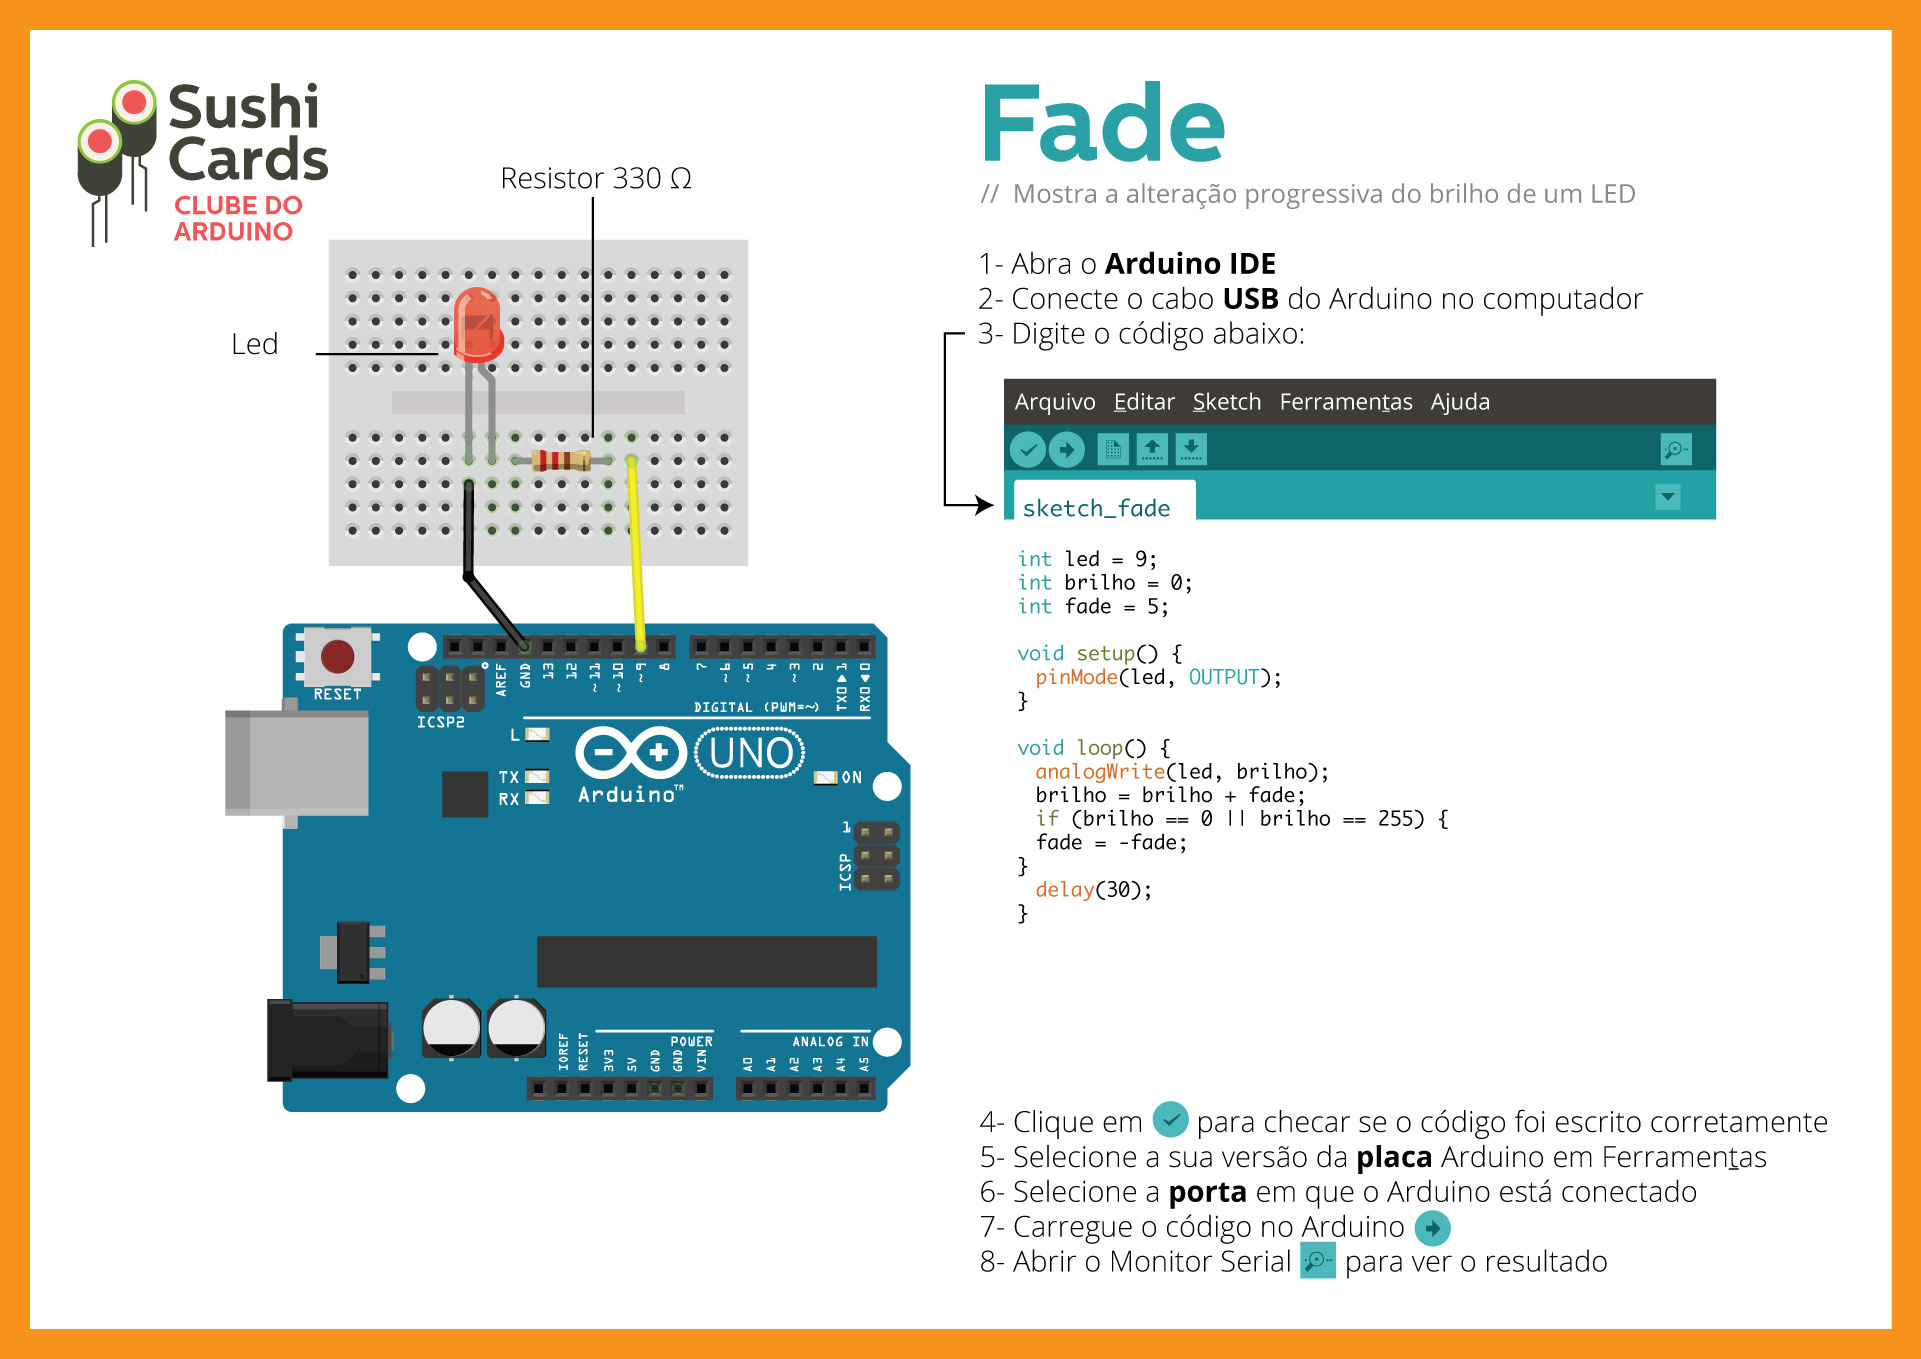 Sushi
Cards
CLUBE DO
ARDUINO
Resistor 330 Ω
Led
RESET
ICSP2
AREF
GND
13
12
~11
~10
~9
8
7
~6
~5
4
~3
2
TX0▶1
RX0◀0
DIGITAL (PWM=~)
L
TX
RX
UNO
Arduino™
ON
1
ICSP
POWER
ANALOG IN
IOREF
RESET
3V3
5V
GND
GND
VIN
A0
A1
A2
A3
A4
A5
Fade
// Mostra a alteração progressiva do brilho de um LED
1- Abra o Arduino IDE
2- Conecte o cabo USB do Arduino no computador
3- Digite o código abaixo:
Arquivo Editar Sketch Ferramentas Ajuda
sketch_fade
int led = 9;
int brilho = 0;
int fade = 5;
void setup() {
pinMode(led, OUTPUT);
}
void loop() {
analogWrite(led, brilho);
brilho = brilho + fade;
if (brilho == 0 || brilho == 255) {
fade = -fade;
}
delay(30);
}
4- Clique em para checar se o código foi escrito corretamente
5- Selecione a sua versão da placa Arduino em Ferramentas
6- Selecione a porta em que o Arduino está conectado
7- Carregue o código no Arduino
8- Abrir o Monitor Serial para ver o resultado